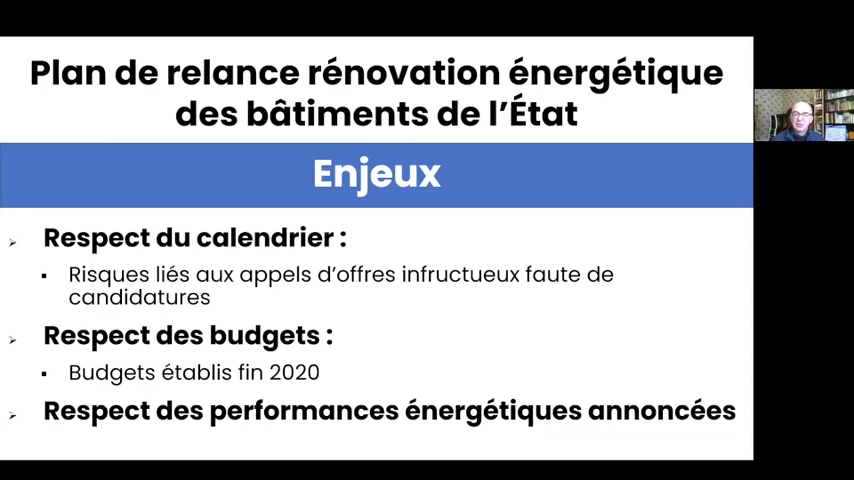 Plan de relance rénovation énergétique
des bâtiments de l'État
Enjeux
Respect du calendrier :
Risques liés aux appels d'offres infructueux faute de
candidatures
Respect des budgets :
Budgets établis fin 2020
Respect des performances énergétiques annoncées